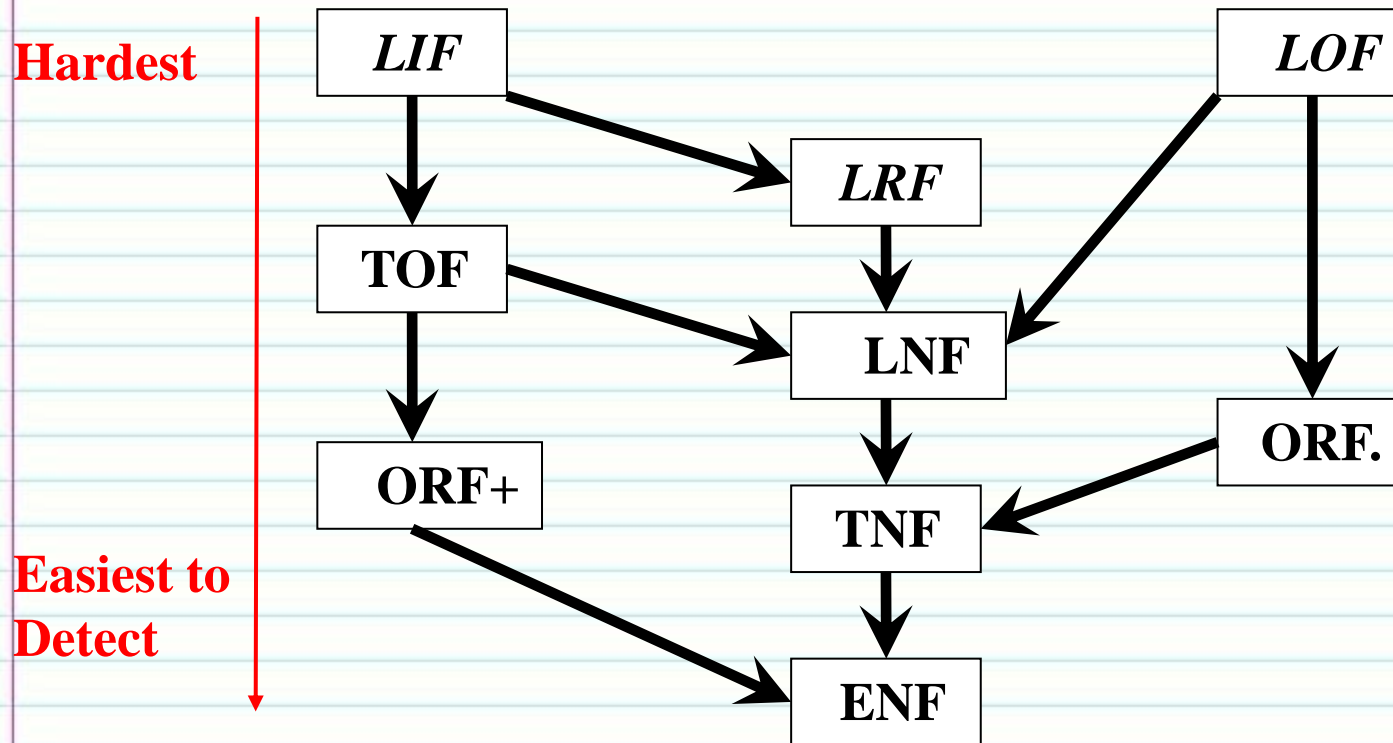 Hardest
LIF
LOF
LRF
TOF
LNF
ORF.
ORF+
TNF
Easiest to
Detect
ENF